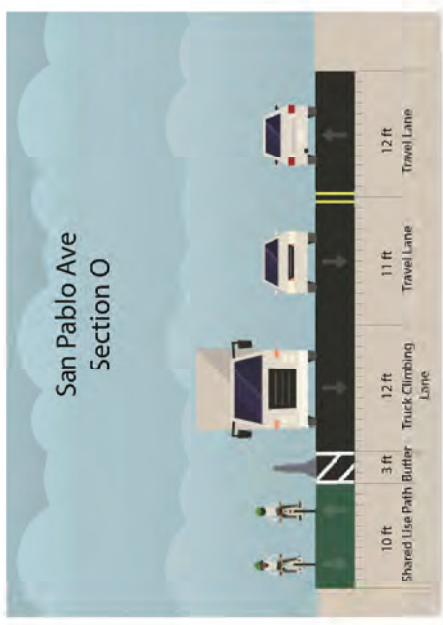 San Pablo Ave
Section O
10 ft
3 ft
12 ft
11 ft
12 ft
Shared Use Path
Buffer
Truck Climbing
Lane
Travel Lane
Travel Lane